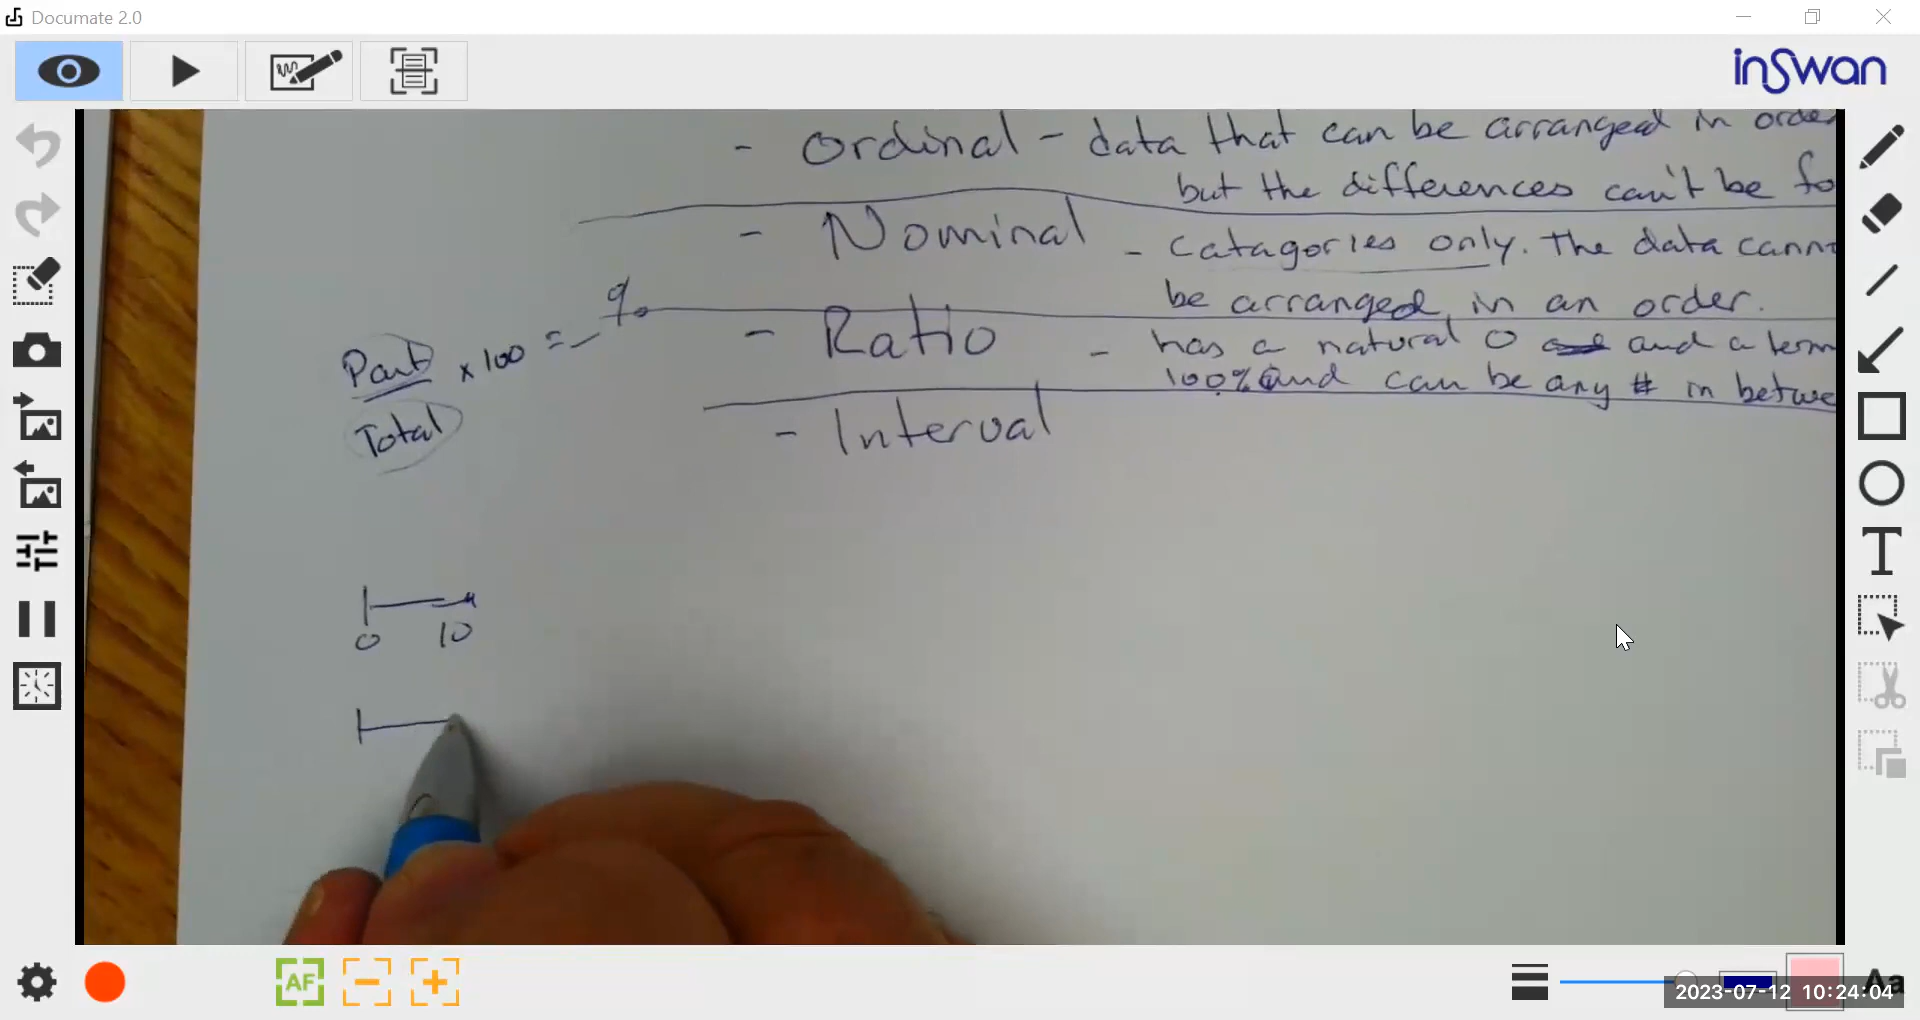 Documate 2.0
inSwan
- Ordinal - data that can be arranged in order
but the differences can't be fo
- Nominal - catagories only. The data cann
be arranged in an order.
Part x 100 = _ %
Total
- Ratio - has a natural 0 and a term
100% and can be any # in betwe
- Interval
0 10
AF
Aa
2023-07-12 10:24:04